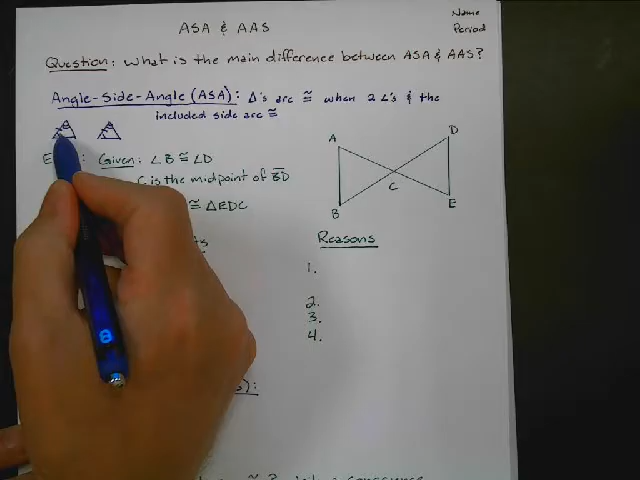 ASA & AAS
Name
Period
Question: What is the main difference between ASA & AAS?
Angle-Side-Angle (ASA): Δ's are ≅ when 2 ∠'s & the
included side are ≅
E
Given: ∠B ≅ ∠D
C is the midpoint of BD
≅ ΔEDC
A
D
C
B
E
ts
Reasons
1.
2.
3.
4.
):